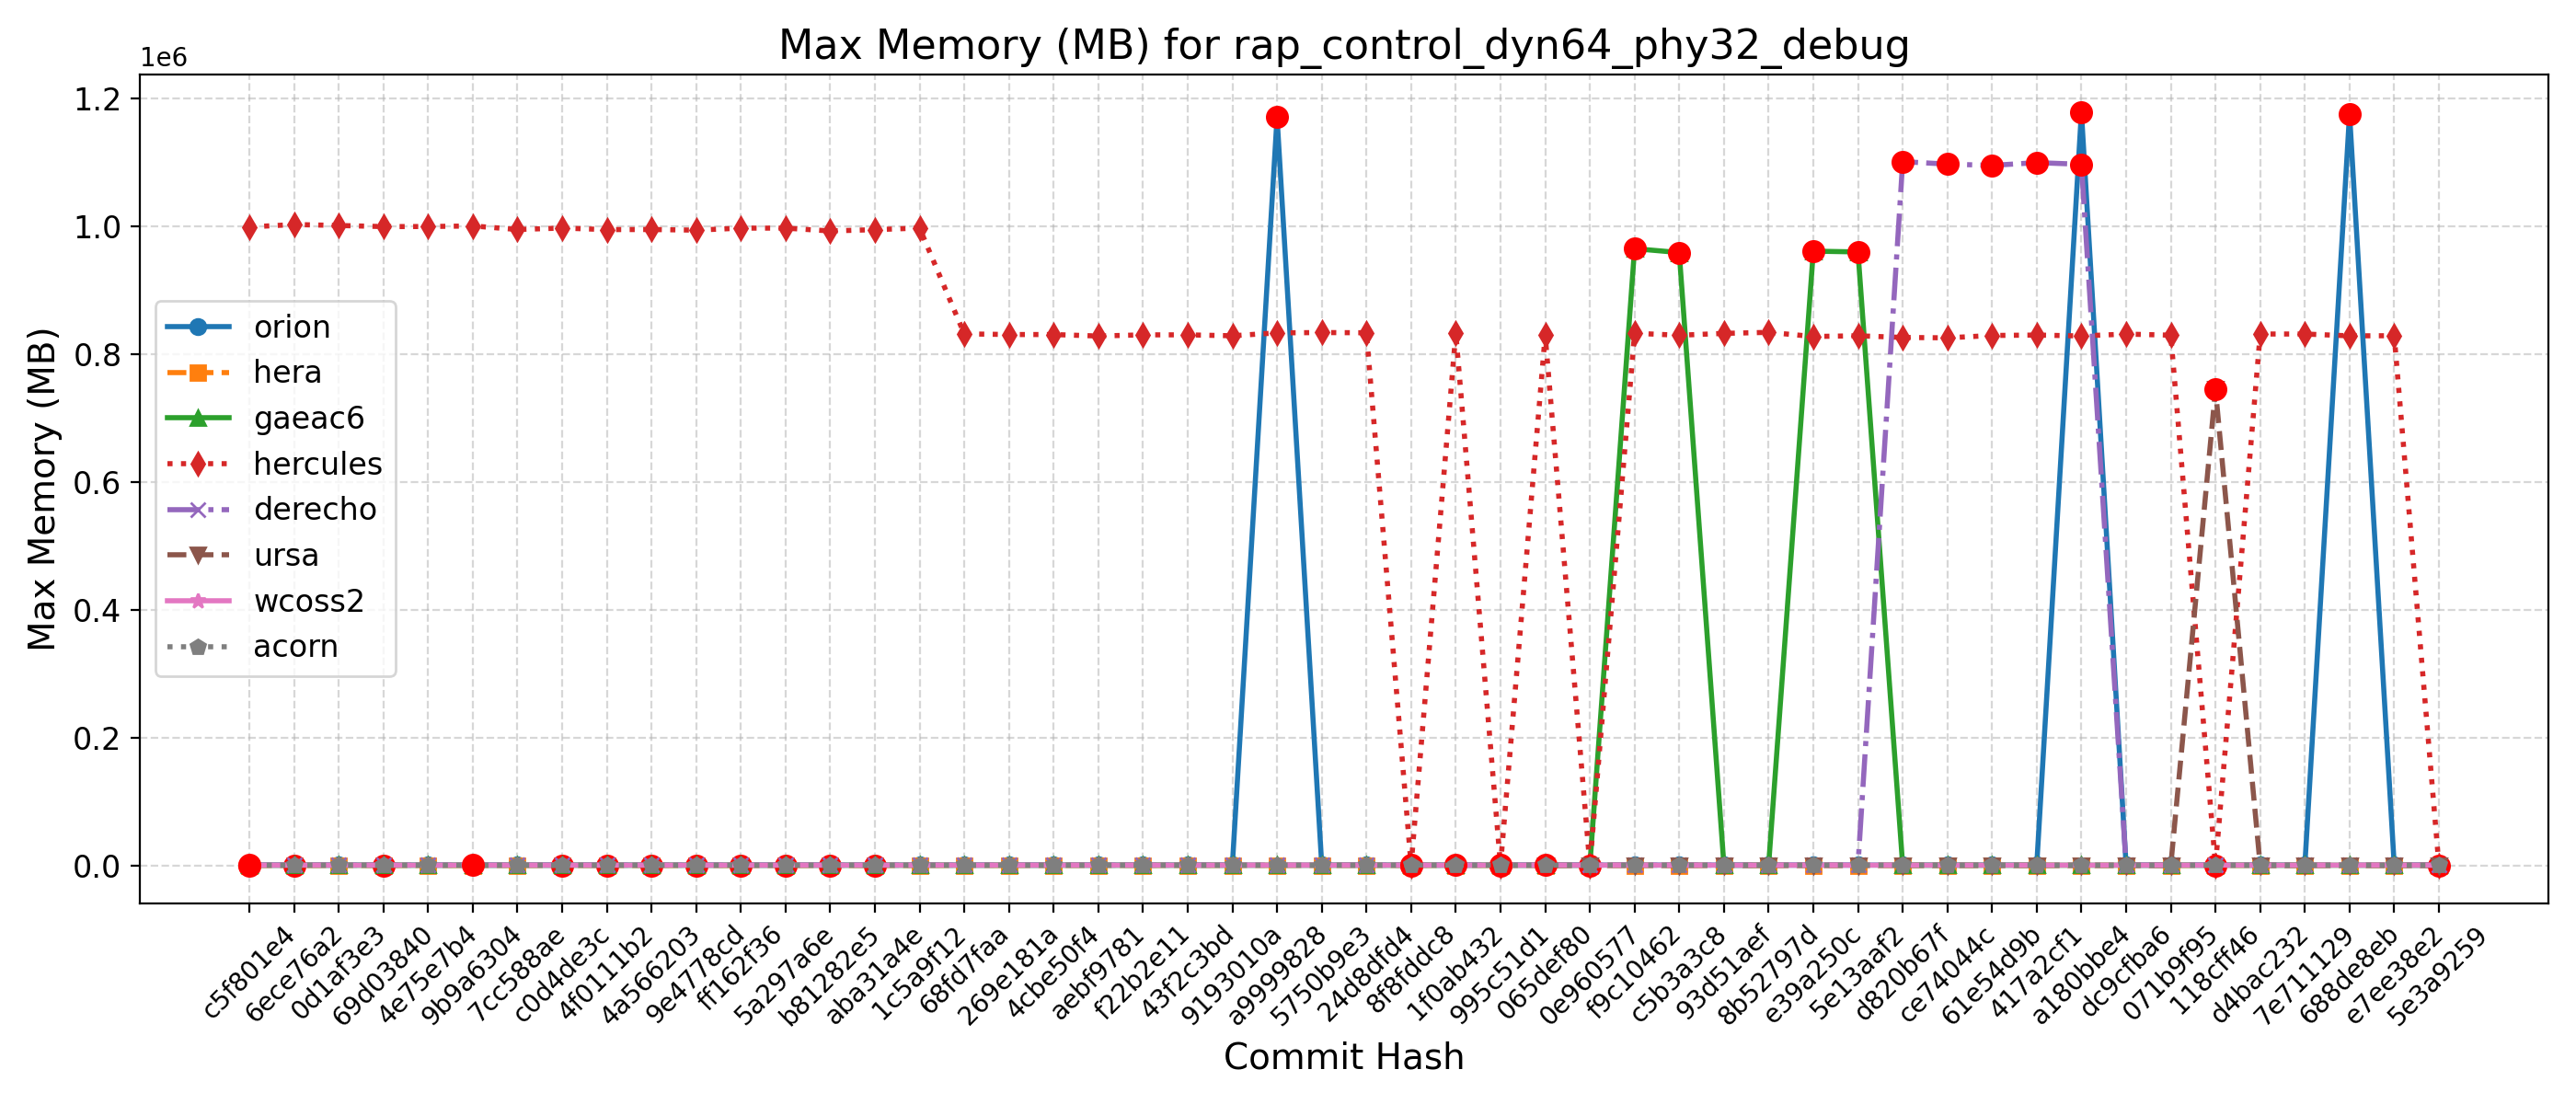 Max Memory (MB) for rap_control_dyn64_phy32_debug
1e6
1.2
1.0
0.8
0.6
0.4
0.2
0.0
Max Memory (MB)
orion
hera
gaeac6
hercules
derecho
ursa
wcoss2
acorn
c5f801e4
6ece76a2
0d1af3e3
69d03840
4e75e7b4
9b9a6304
7cc588ae
c0d4de3c
4f0111b2
4a566203
9e4778cd
ff162f36
5a297a6e
b81282e5
aba31a4e
1c5a9f12
68fd7faa
269e181a
4cbe50f4
aebf9781
f22b2e11
43f2c3bd
9193010a
a9999828
5750b9e3
24d8dfd4
8f8fddc8
1f0ab432
995c51d1
065def80
0e960577
f9c10462
c5b3a3c8
93d51aef
8b52797d
e39a250c
5e13aaf2
d820b67f
ce74044c
61e54d9b
417a2cf1
a180bbe4
dc9cfba6
071b9f95
118cff46
d4bac232
7e711129
688de8eb
e7ee38e2
5e3a9259
Commit Hash